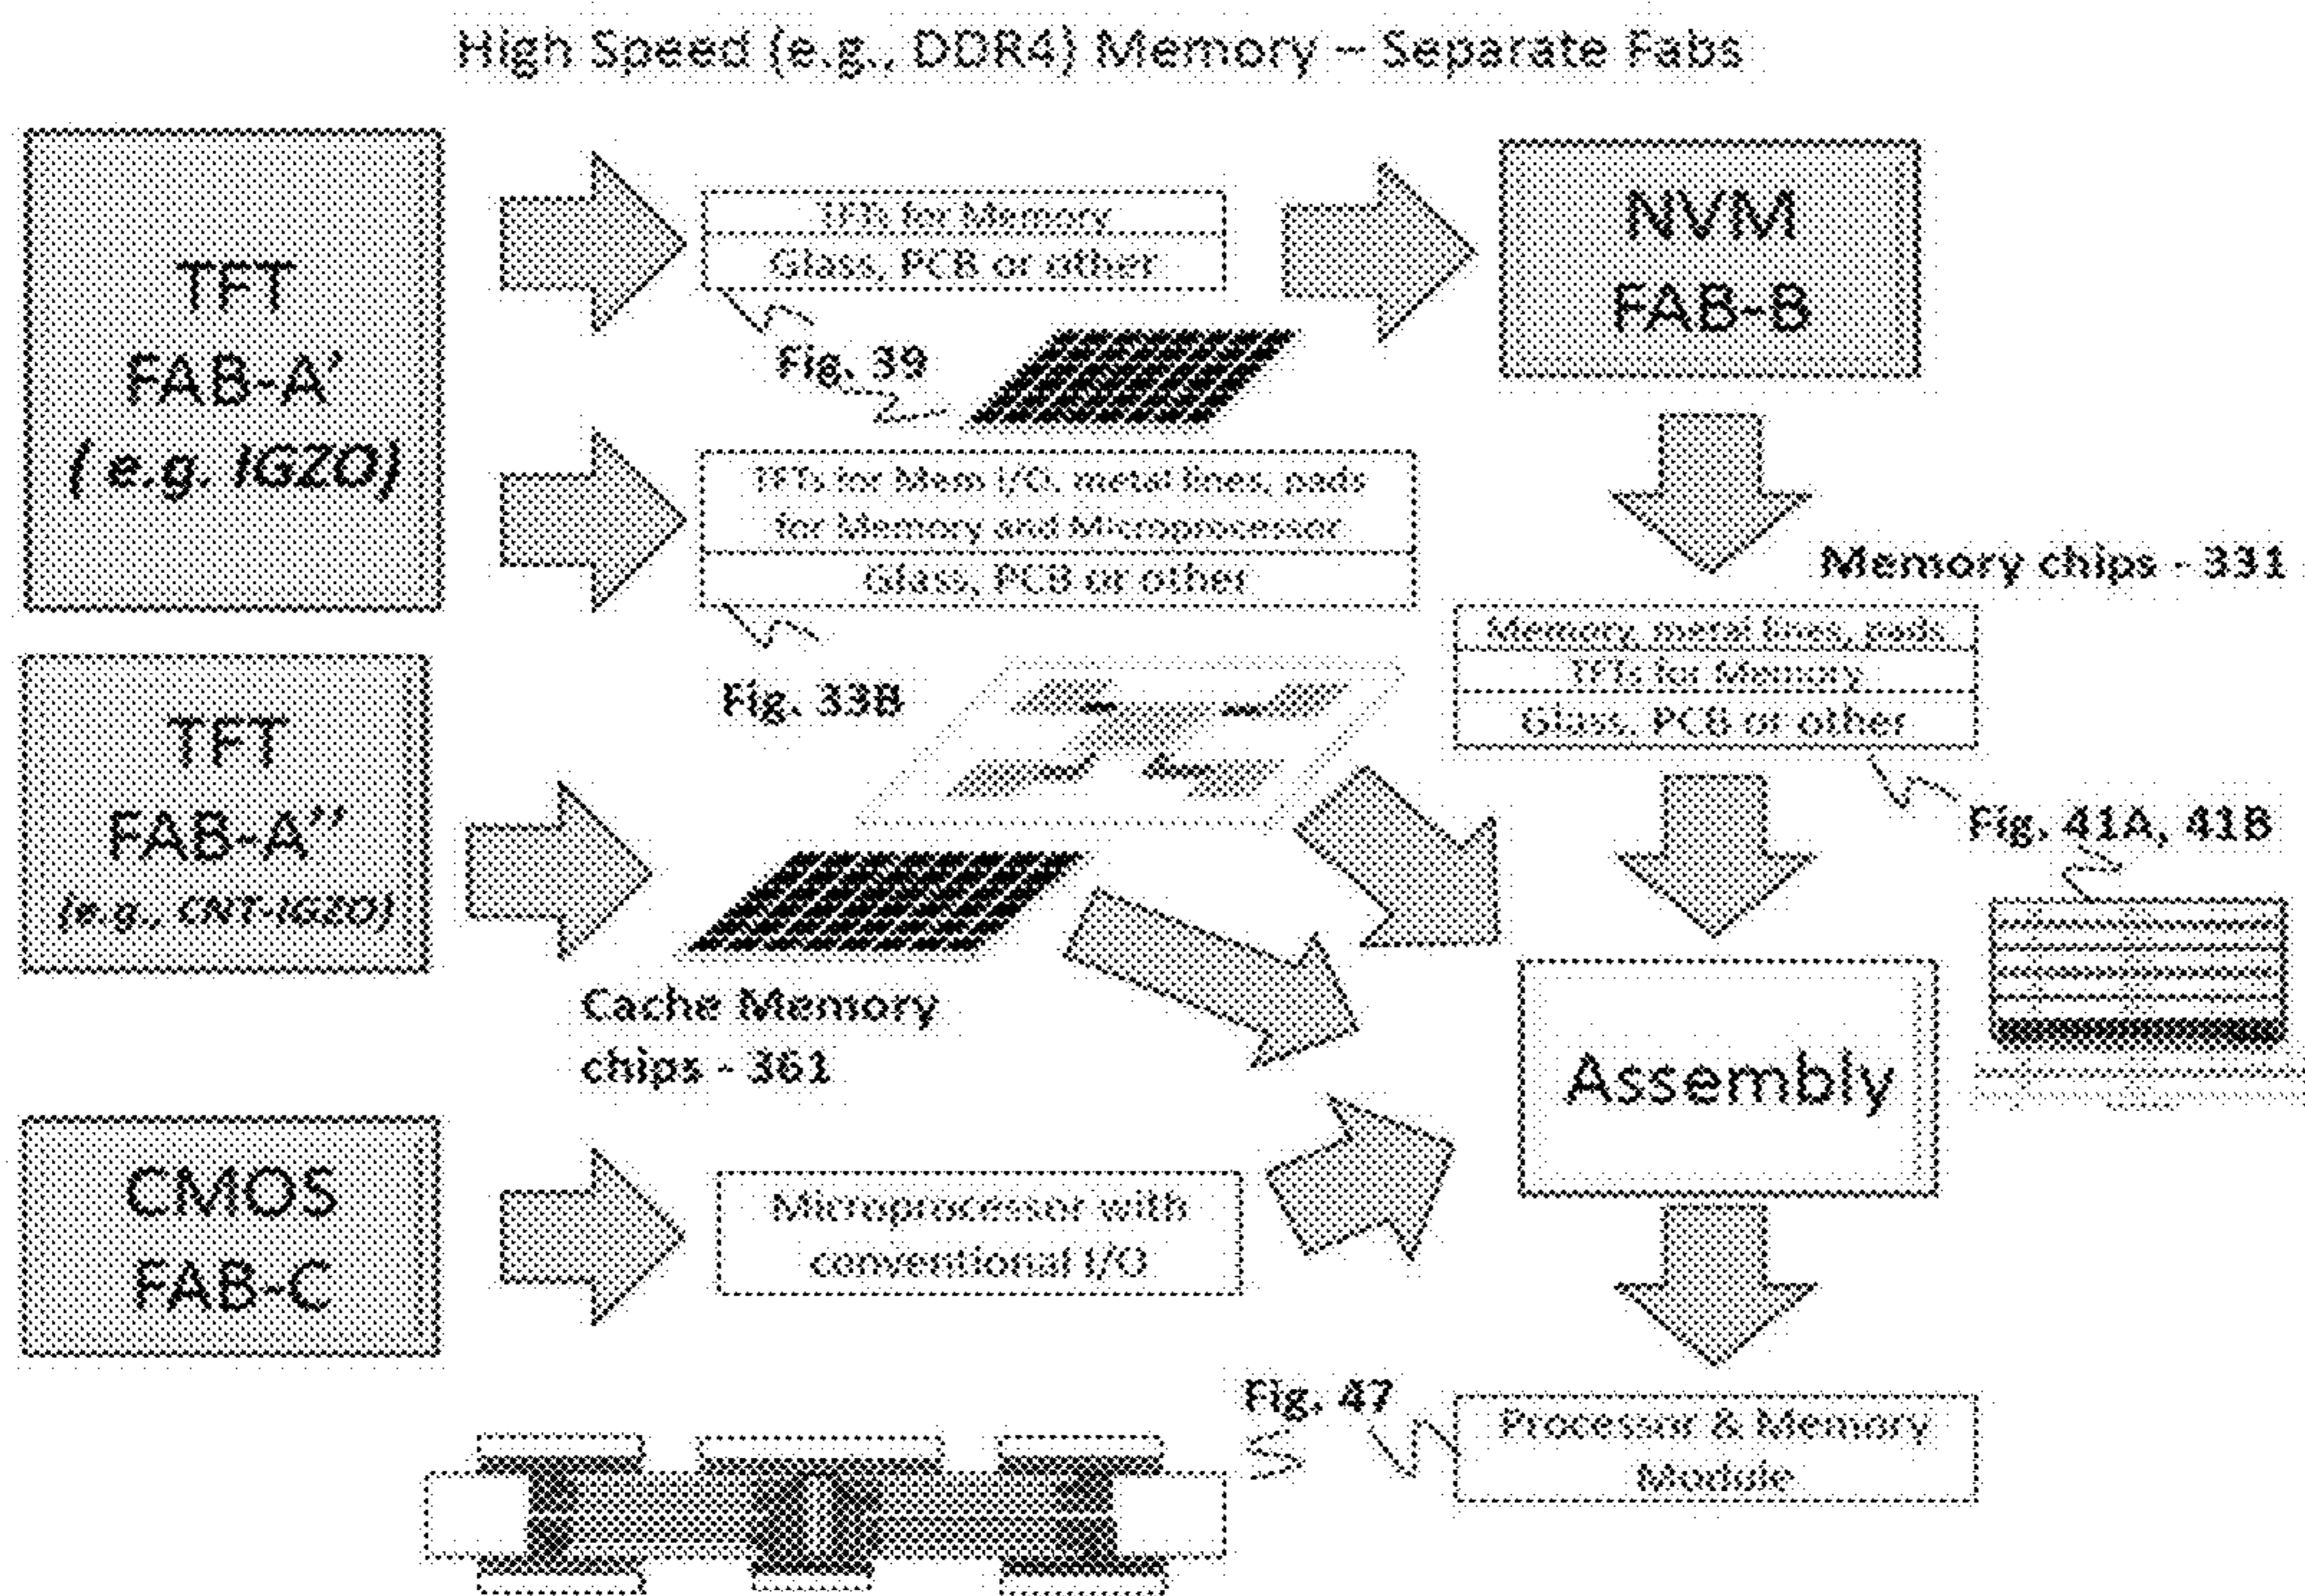 High Speed (e.g., DDR4) Memory – Separate Fabs
TFT
FAB-A'
( e.g. IGZO)
TFTs for Memory
Glass, PCB or other
NVM
FAB-B
Fig. 39
TFTs for Mem I/O, metal lines, pads
for Memory and Microprocessor
Glass, PCB or other
Memory chips - 331
Memory, metal lines, pads
TFTs for Memory
Glass, PCB or other
Fig. 33B
TFT
FAB-A''
(e.g., CNT-IGZO)
Fig. 41A, 41B
Cache Memory
chips - 361
Assembly
CMOS
FAB-C
Microprocessor with
conventional I/O
Fig. 47
Processor & Memory
Module